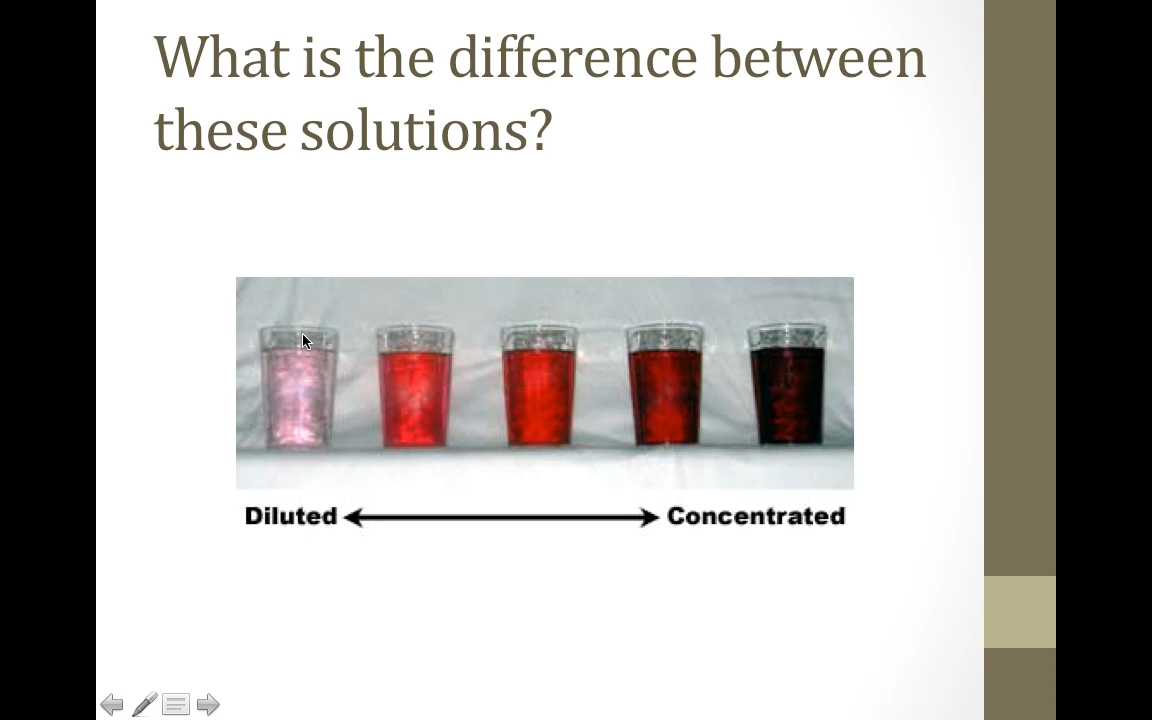 What is the difference between
these solutions?
Diluted Concentrated